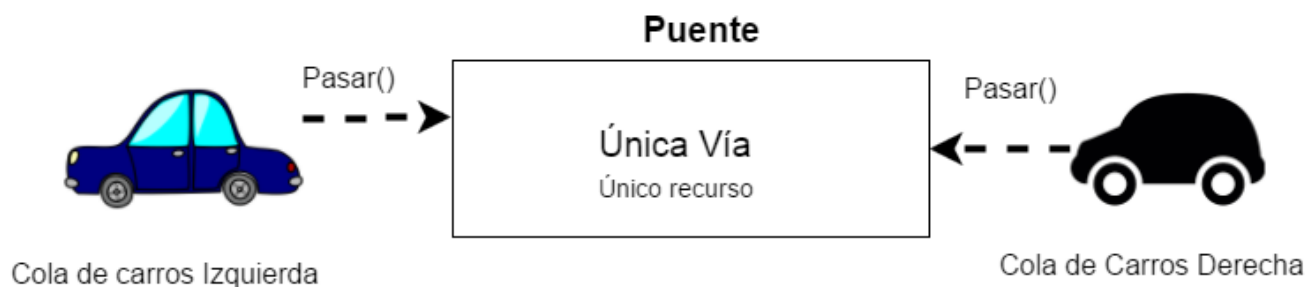 Puente
Pasar()
Pasar()
Única Vía
Único recurso
Cola de carros Izquierda
Cola de Carros Derecha